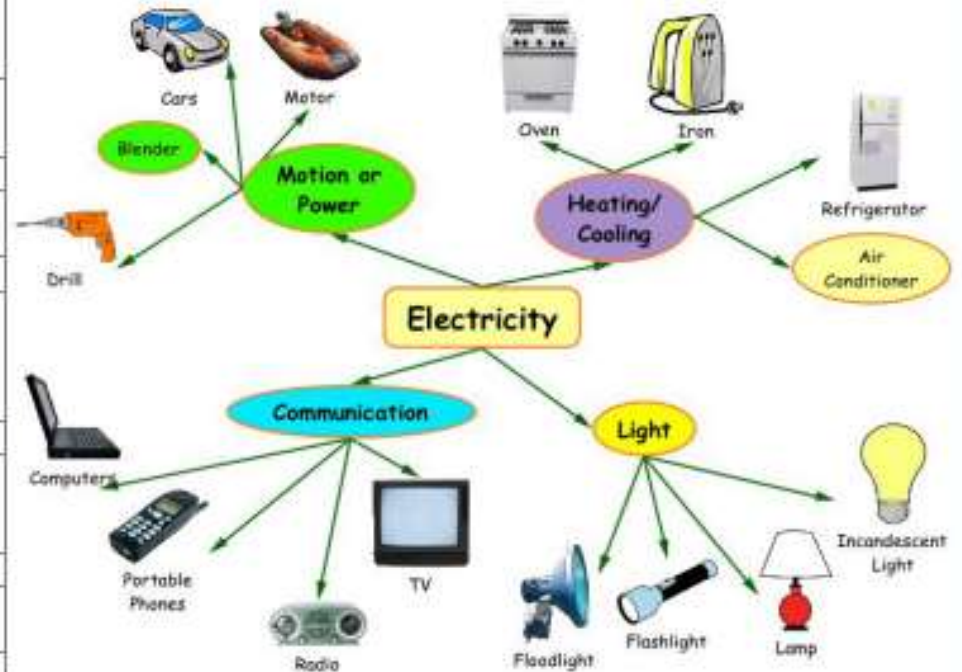 Cars
Motor
Oven
Iron
Blender
Motion or
Power
Heating/
Cooling
Refrigerator
Drill
Air
Conditioner
Electricity
Communication
Light
Computers
Portable
Phones
TV
Radio
Floodlight
Flashlight
Lamp
Incandescent
Light